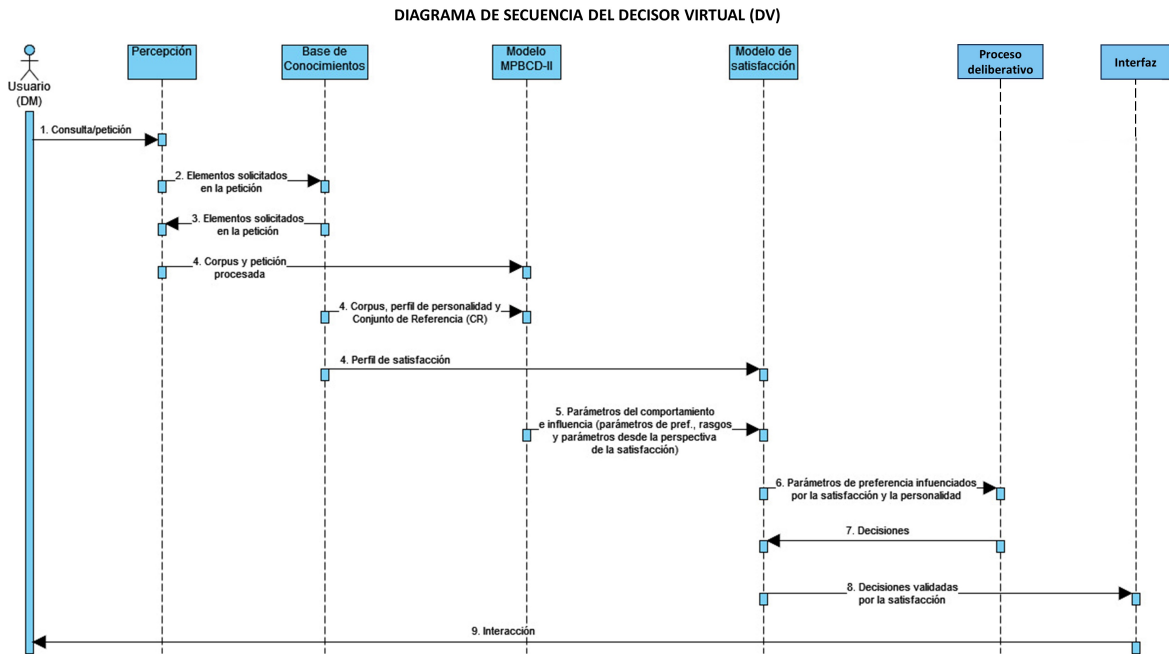 DIAGRAMA DE SECUENCIA DEL DECISOR VIRTUAL (DV)
Usuario
(DM)
Percepción
Base de
Conocimientos
Modelo
MPBCD-II
Modelo de
satisfacción
Proceso
deliberativo
Interfaz
1. Consulta/petición
2. Elementos solicitados
en la petición
3. Elementos solicitados
en la petición
4. Corpus y petición
procesada
4. Corpus, perfil de personalidad y
Conjunto de Referencia (CR)
4. Perfil de satisfacción
5. Parámetros del comportamiento
e influencia (parámetros de pref., rasgos
y parámetros desde la perspectiva
de la satisfacción)
6. Parámetros de preferencia infuenciados
por la satisfacción y la personalidad
7. Decisiones
8. Decisiones validadas
por la satisfacción
9. Interacción